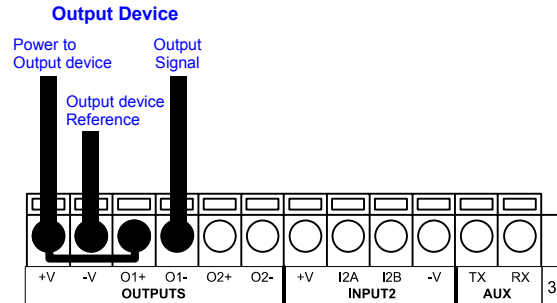 Output Device
Power to
Output device
Output
Signal
Output device
Reference
+V -V O1+ O1- O2+ O2- +V I2A I2B -V TX RX
OUTPUTS INPUT2 AUX
3